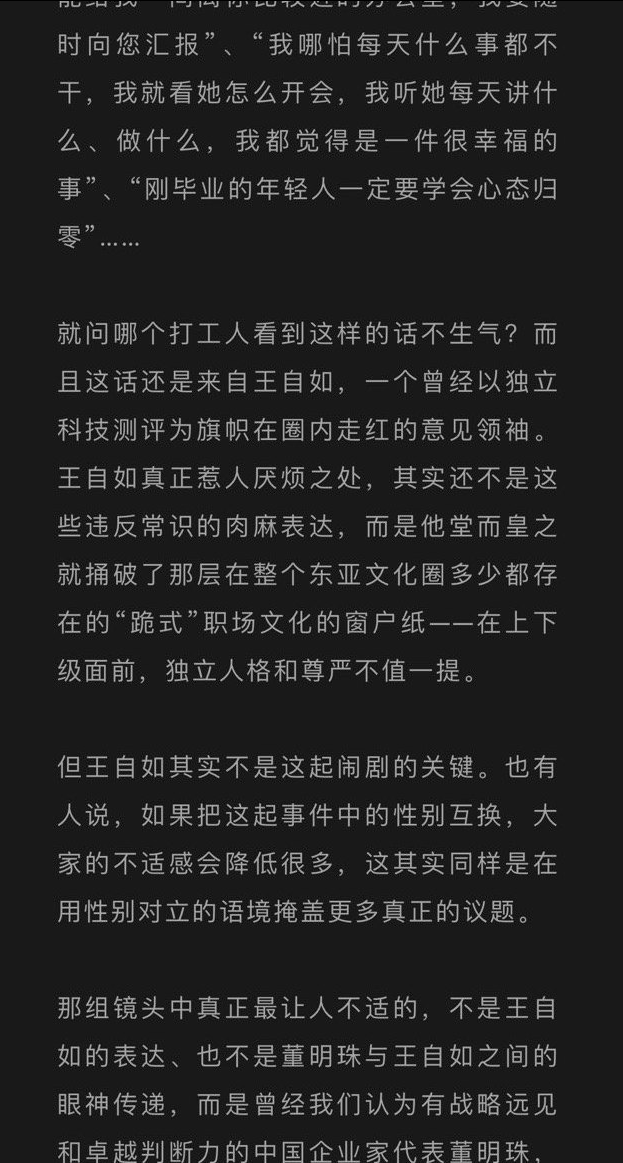 时向您汇报”、“我哪怕每天什么事都不
干，我就看她怎么开会，我听她每天讲什
么、做什么，我都觉得是一件很幸福的
事”、“刚毕业的年轻人一定要学会心态归
零”……
就问哪个打工人看到这样的话不生气？而
且这话还是来自王自如，一个曾经以独立
科技测评为旗帜在圈内走红的意见领袖。
王自如真正惹人厌烦之处，其实还不是这
些违反常识的肉麻表达，而是他堂而皇之
就捅破了那层在整个东亚文化圈多少都存
在的“跪式”职场文化的窗户纸——在上下
级面前，独立人格和尊严不值一提。
但王自如其实不是这起闹剧的关键。也有
人说，如果把这起事件中的性别互换，大
家的不适感会降低很多，这其实同样是在
用性别对立的语境掩盖更多真正的议题。
那组镜头中真正最让人不适的，不是王自
如的表达、也不是董明珠与王自如之间的
眼神传递，而是曾经我们认为有战略远见
和卓越判断力的中国企业家代表董明珠，